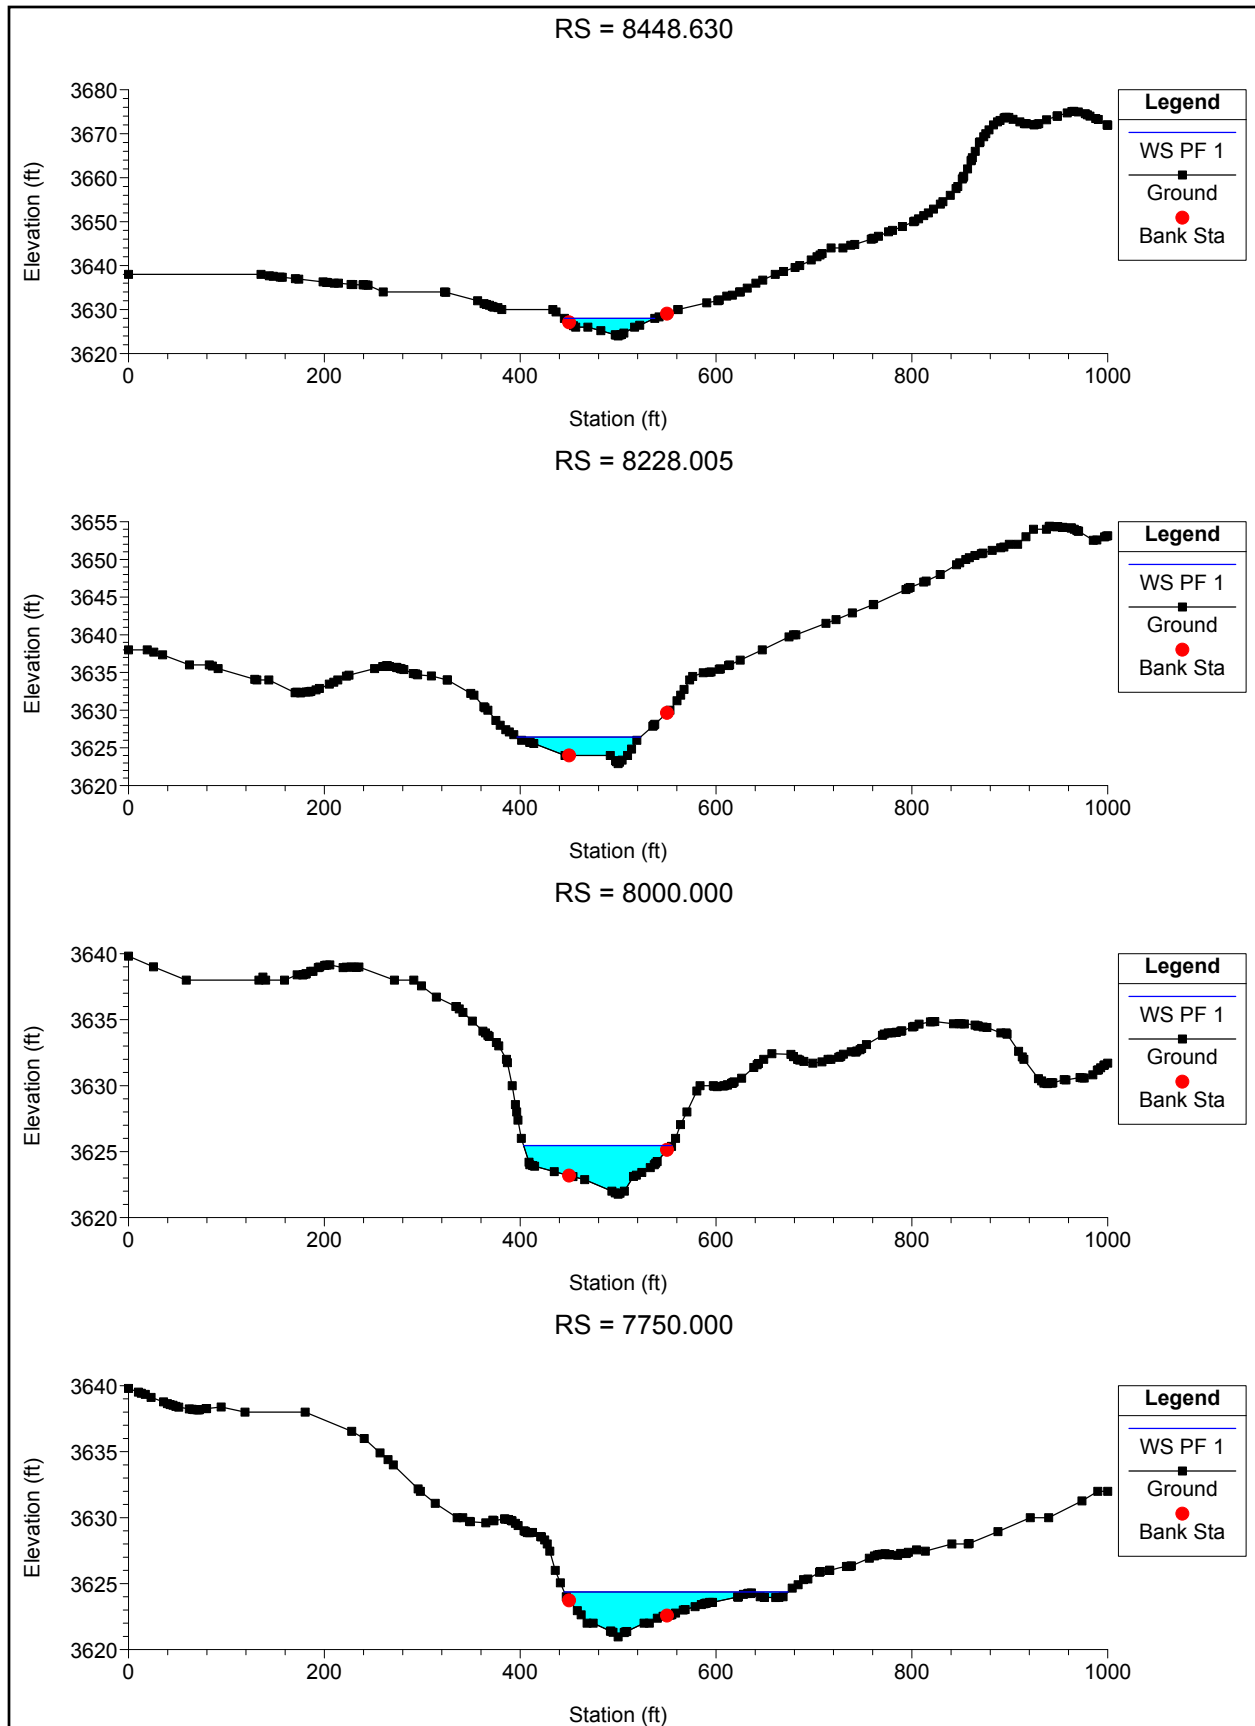 RS = 8448.630
3680
3670
3660
3650
3640
3630
3620
Elevation (ft)
0 200 400 600 800 1000
Station (ft)
Legend
WS PF 1
Ground
Bank Sta
RS = 8228.005
3655
3650
3645
3640
3635
3630
3625
3620
Elevation (ft)
0 200 400 600 800 1000
Station (ft)
Legend
WS PF 1
Ground
Bank Sta
RS = 8000.000
3640
3635
3630
3625
3620
Elevation (ft)
0 200 400 600 800 1000
Station (ft)
Legend
WS PF 1
Ground
Bank Sta
RS = 7750.000
3640
3635
3630
3625
3620
Elevation (ft)
0 200 400 600 800 1000
Station (ft)
Legend
WS PF 1
Ground
Bank Sta